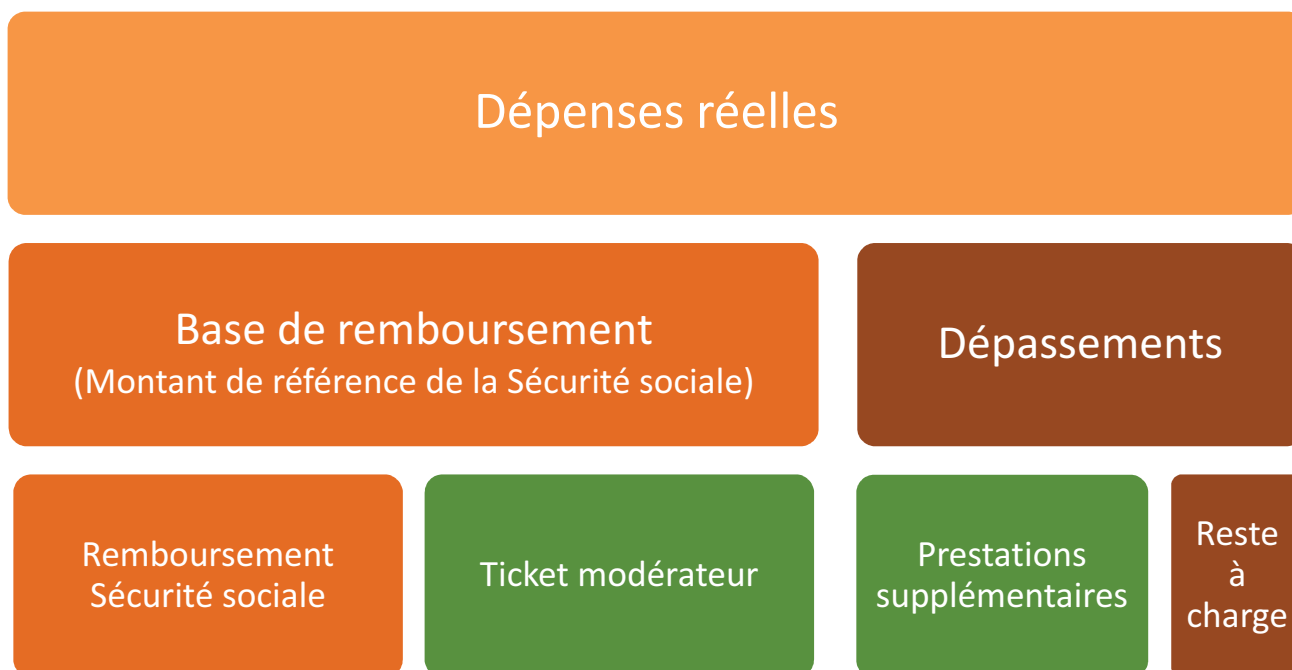 Dépenses réelles
Base de remboursement
(Montant de référence de la Sécurité sociale)
Dépassements
Remboursement
Sécurité sociale
Ticket modérateur
Prestations
supplémentaires
Reste
à
charge